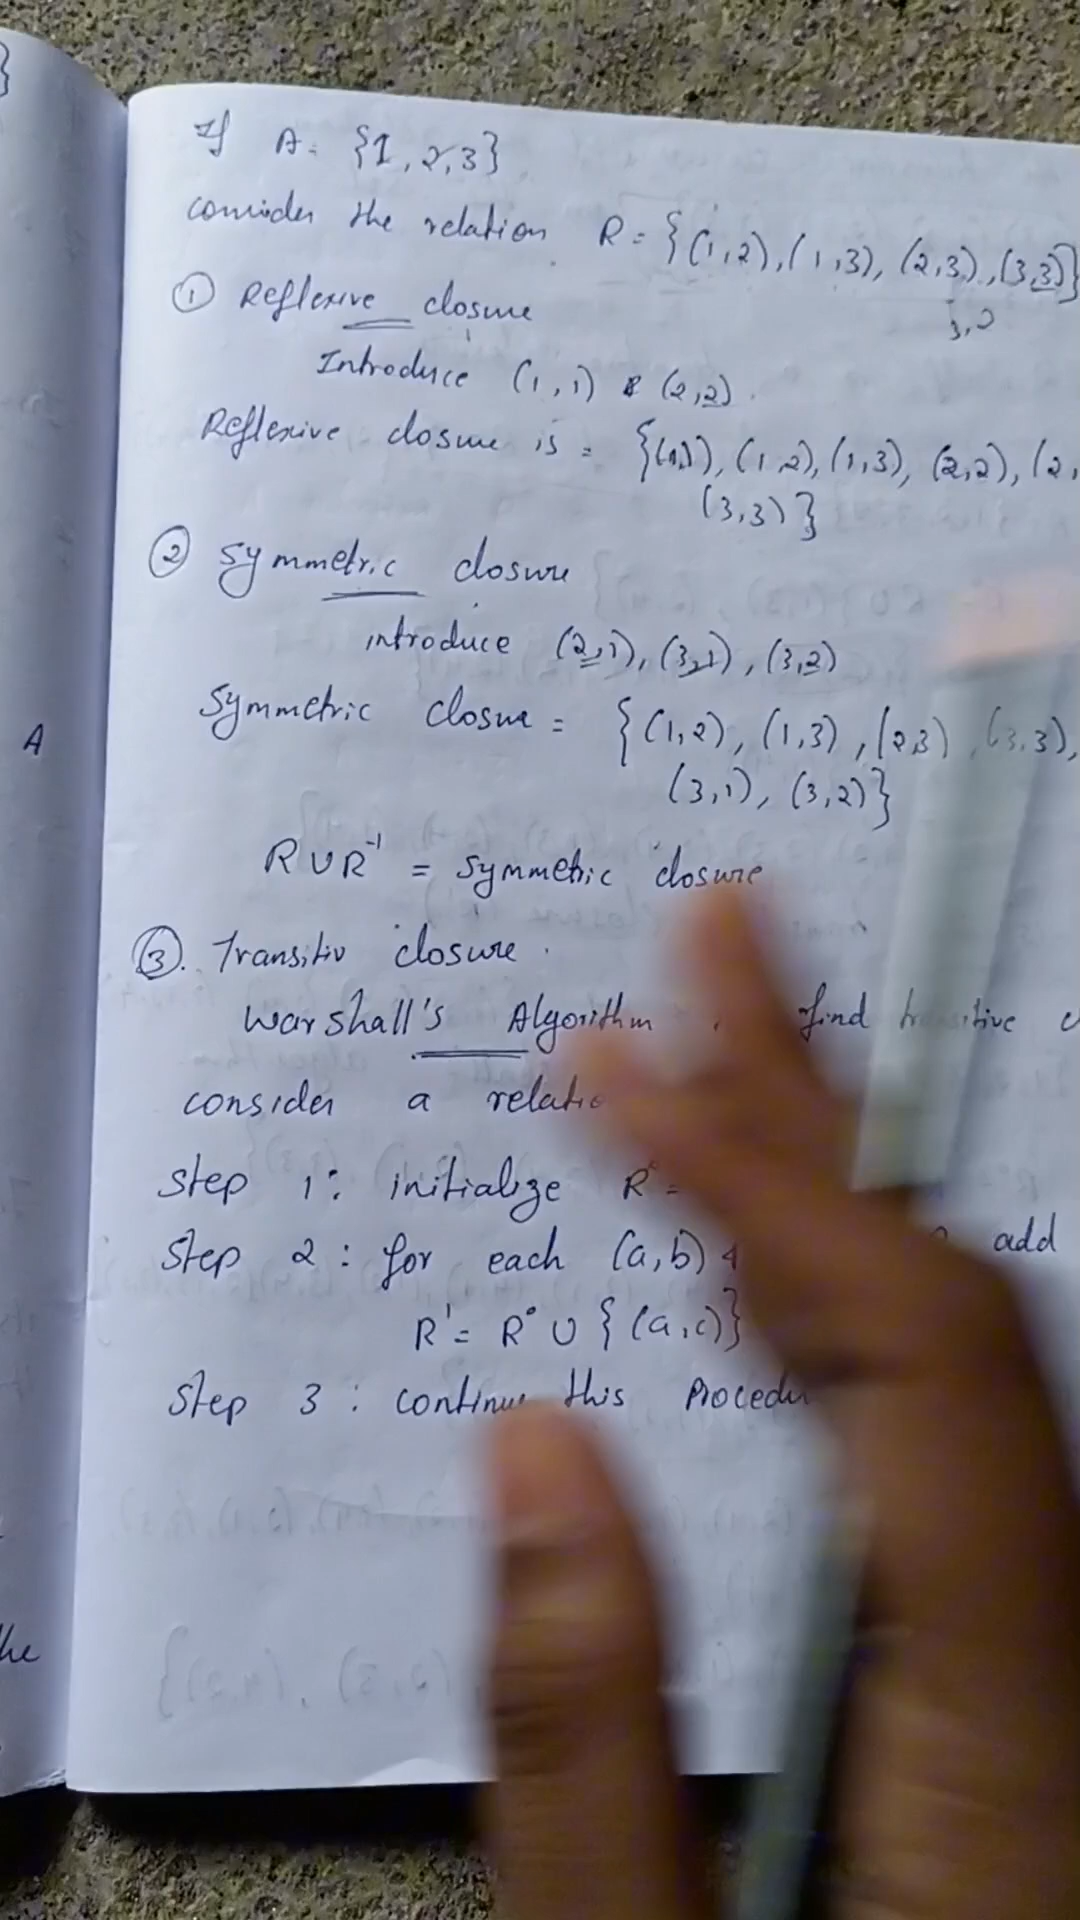 If A = {1, 2, 3}
consider the relation R = {(1,2), (1,3), (2,3), (3,3)}
① Reflexive closure
Introduce (1,1) & (2,2).
Reflexive closure is = {(1,1), (1,2), (1,3), (2,2), (2,
(3,3)}
② Symmetric closure
introduce (2,1), (3,1), (3,2)
Symmetric closure = {(1,2), (1,3), (2,3), (3,3),
(3,1), (3,2)}
A
R ∪ R⁻¹ = Symmetric closure
③. Transitiv closure.
Warshall's Algorithm find transitive
consider a
Step 1: initialize R° =
Step 2: for each (a,b) add
R¹ = R° ∪ {(a,c)}
Step 3: continue this